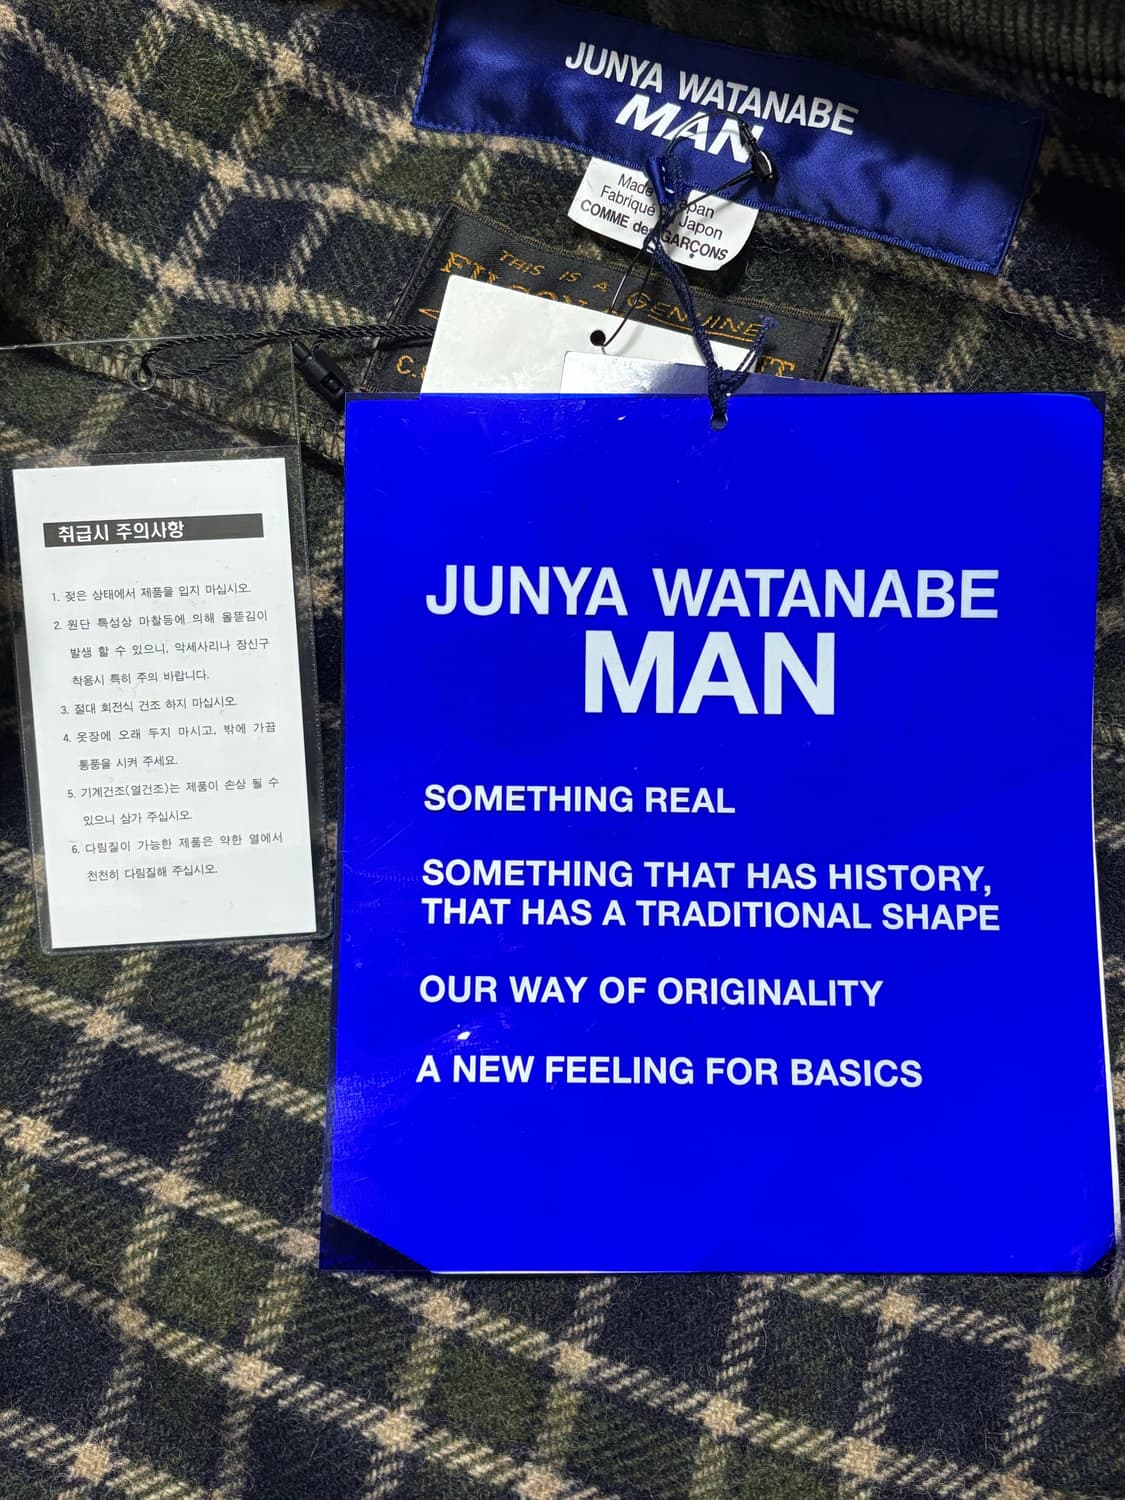 JUNYA WATANABE
MAN
Made Japan
Fabriqué Japon
COMME des GARÇONS
THIS IS A GENUINE
FILSON
취급시 주의사항
1. 젖은 상태에서 제품을 입지 마십시오.
2. 원단 특성상 마찰등에 의해 올뜯김이
발생 할 수 있으니, 악세사리나 장신구
착용시 특히 주의 바랍니다.
3. 절대 회전식 건조 하지 마십시오.
4. 옷장에 오래 두지 마시고, 밖에 가끔
통풍을 시켜 주세요.
5. 기계건조(열건조)는 제품이 손상 될 수
있으니 삼가 주십시오.
6. 다림질이 가능한 제품은 약한 열에서
천천히 다림질해 주십시오.
JUNYA WATANABE
MAN
SOMETHING REAL
SOMETHING THAT HAS HISTORY,
THAT HAS A TRADITIONAL SHAPE
OUR WAY OF ORIGINALITY
A NEW FEELING FOR BASICS